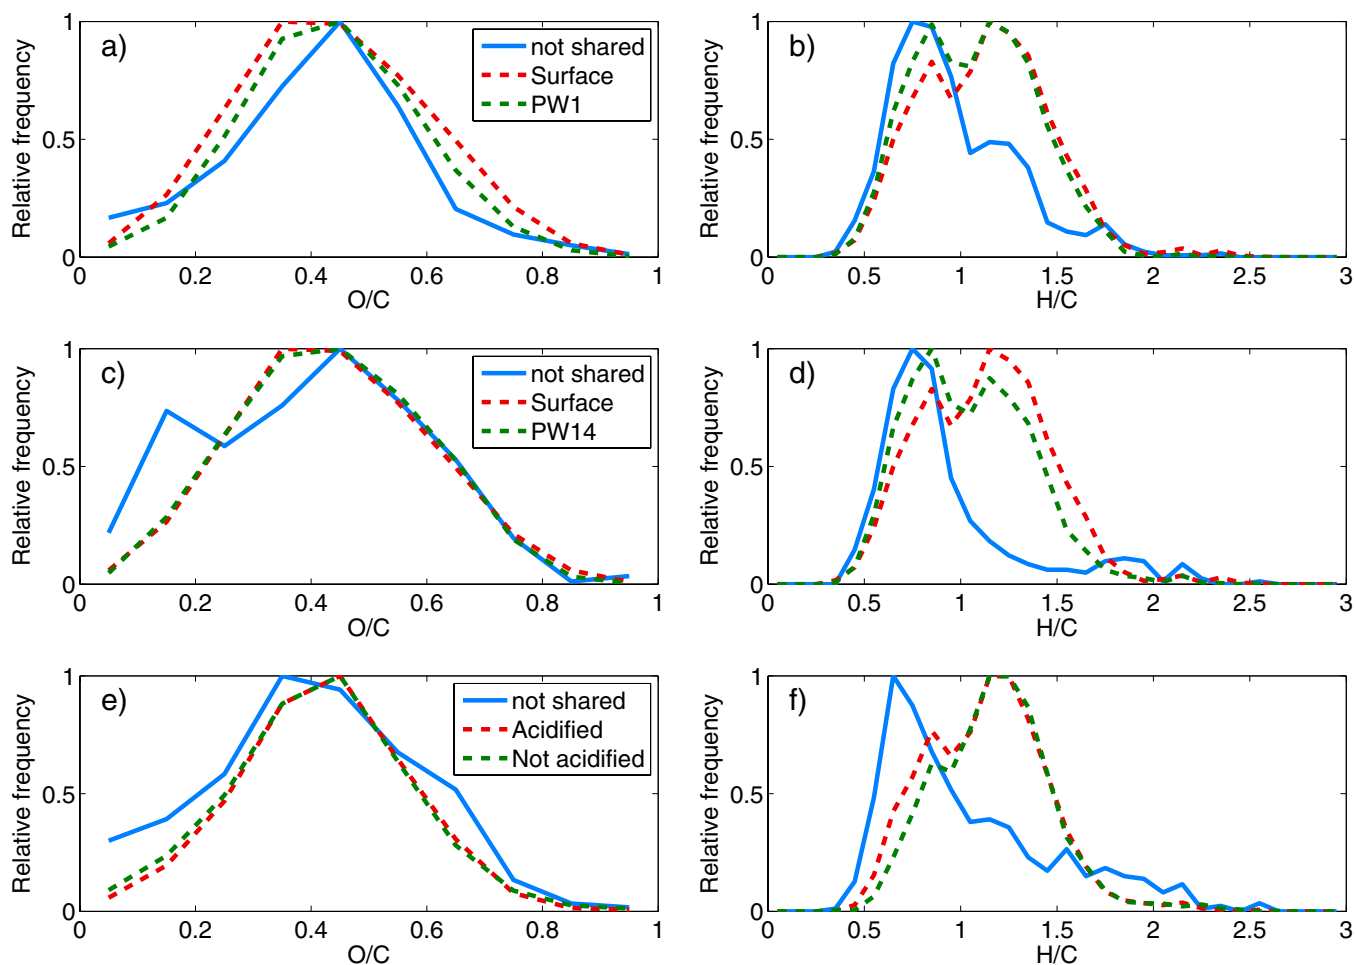 a)
Relative frequency
1
0.5
0
not shared
Surface
PW1
0 0.2 0.4 0.6 0.8 1
O/C
b)
Relative frequency
1
0.5
0
0 0.5 1 1.5 2 2.5 3
H/C
c)
Relative frequency
1
0.5
0
not shared
Surface
PW14
0 0.2 0.4 0.6 0.8 1
O/C
d)
Relative frequency
1
0.5
0
0 0.5 1 1.5 2 2.5 3
H/C
e)
Relative frequency
1
0.5
0
not shared
Acidified
Not acidified
0 0.2 0.4 0.6 0.8 1
O/C
f)
Relative frequency
1
0.5
0
0 0.5 1 1.5 2 2.5 3
H/C